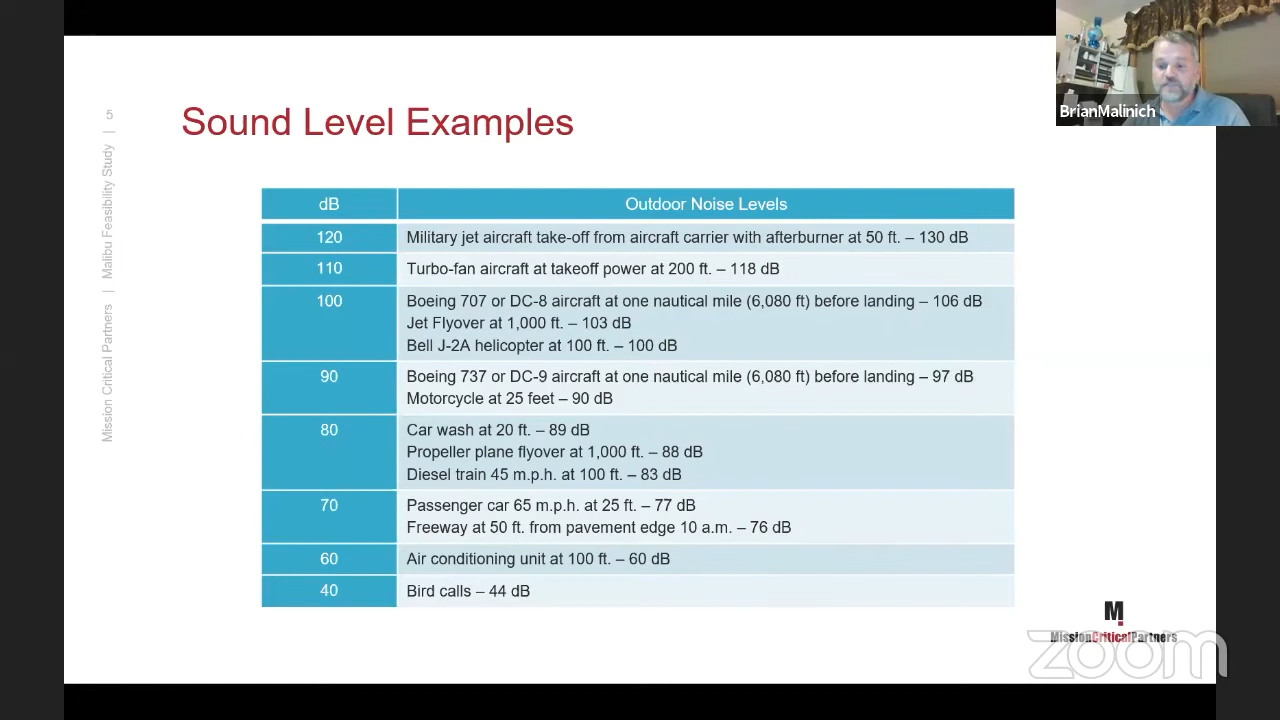 BrianMalinich
5
Mission Critical Partners | Malibu Feasibility Study |
Sound Level Examples
dB Outdoor Noise Levels
120 Military jet aircraft take-off from aircraft carrier with afterburner at 50 ft. – 130 dB
110 Turbo-fan aircraft at takeoff power at 200 ft. – 118 dB
100 Boeing 707 or DC-8 aircraft at one nautical mile (6,080 ft) before landing – 106 dB
Jet Flyover at 1,000 ft. – 103 dB
Bell J-2A helicopter at 100 ft. – 100 dB
90 Boeing 737 or DC-9 aircraft at one nautical mile (6,080 ft) before landing – 97 dB
Motorcycle at 25 feet – 90 dB
80 Car wash at 20 ft. – 89 dB
Propeller plane flyover at 1,000 ft. – 88 dB
Diesel train 45 m.p.h. at 100 ft. – 83 dB
70 Passenger car 65 m.p.h. at 25 ft. – 77 dB
Freeway at 50 ft. from pavement edge 10 a.m. – 76 dB
60 Air conditioning unit at 100 ft. – 60 dB
40 Bird calls – 44 dB
M
MissionCriticalPartners
zoom